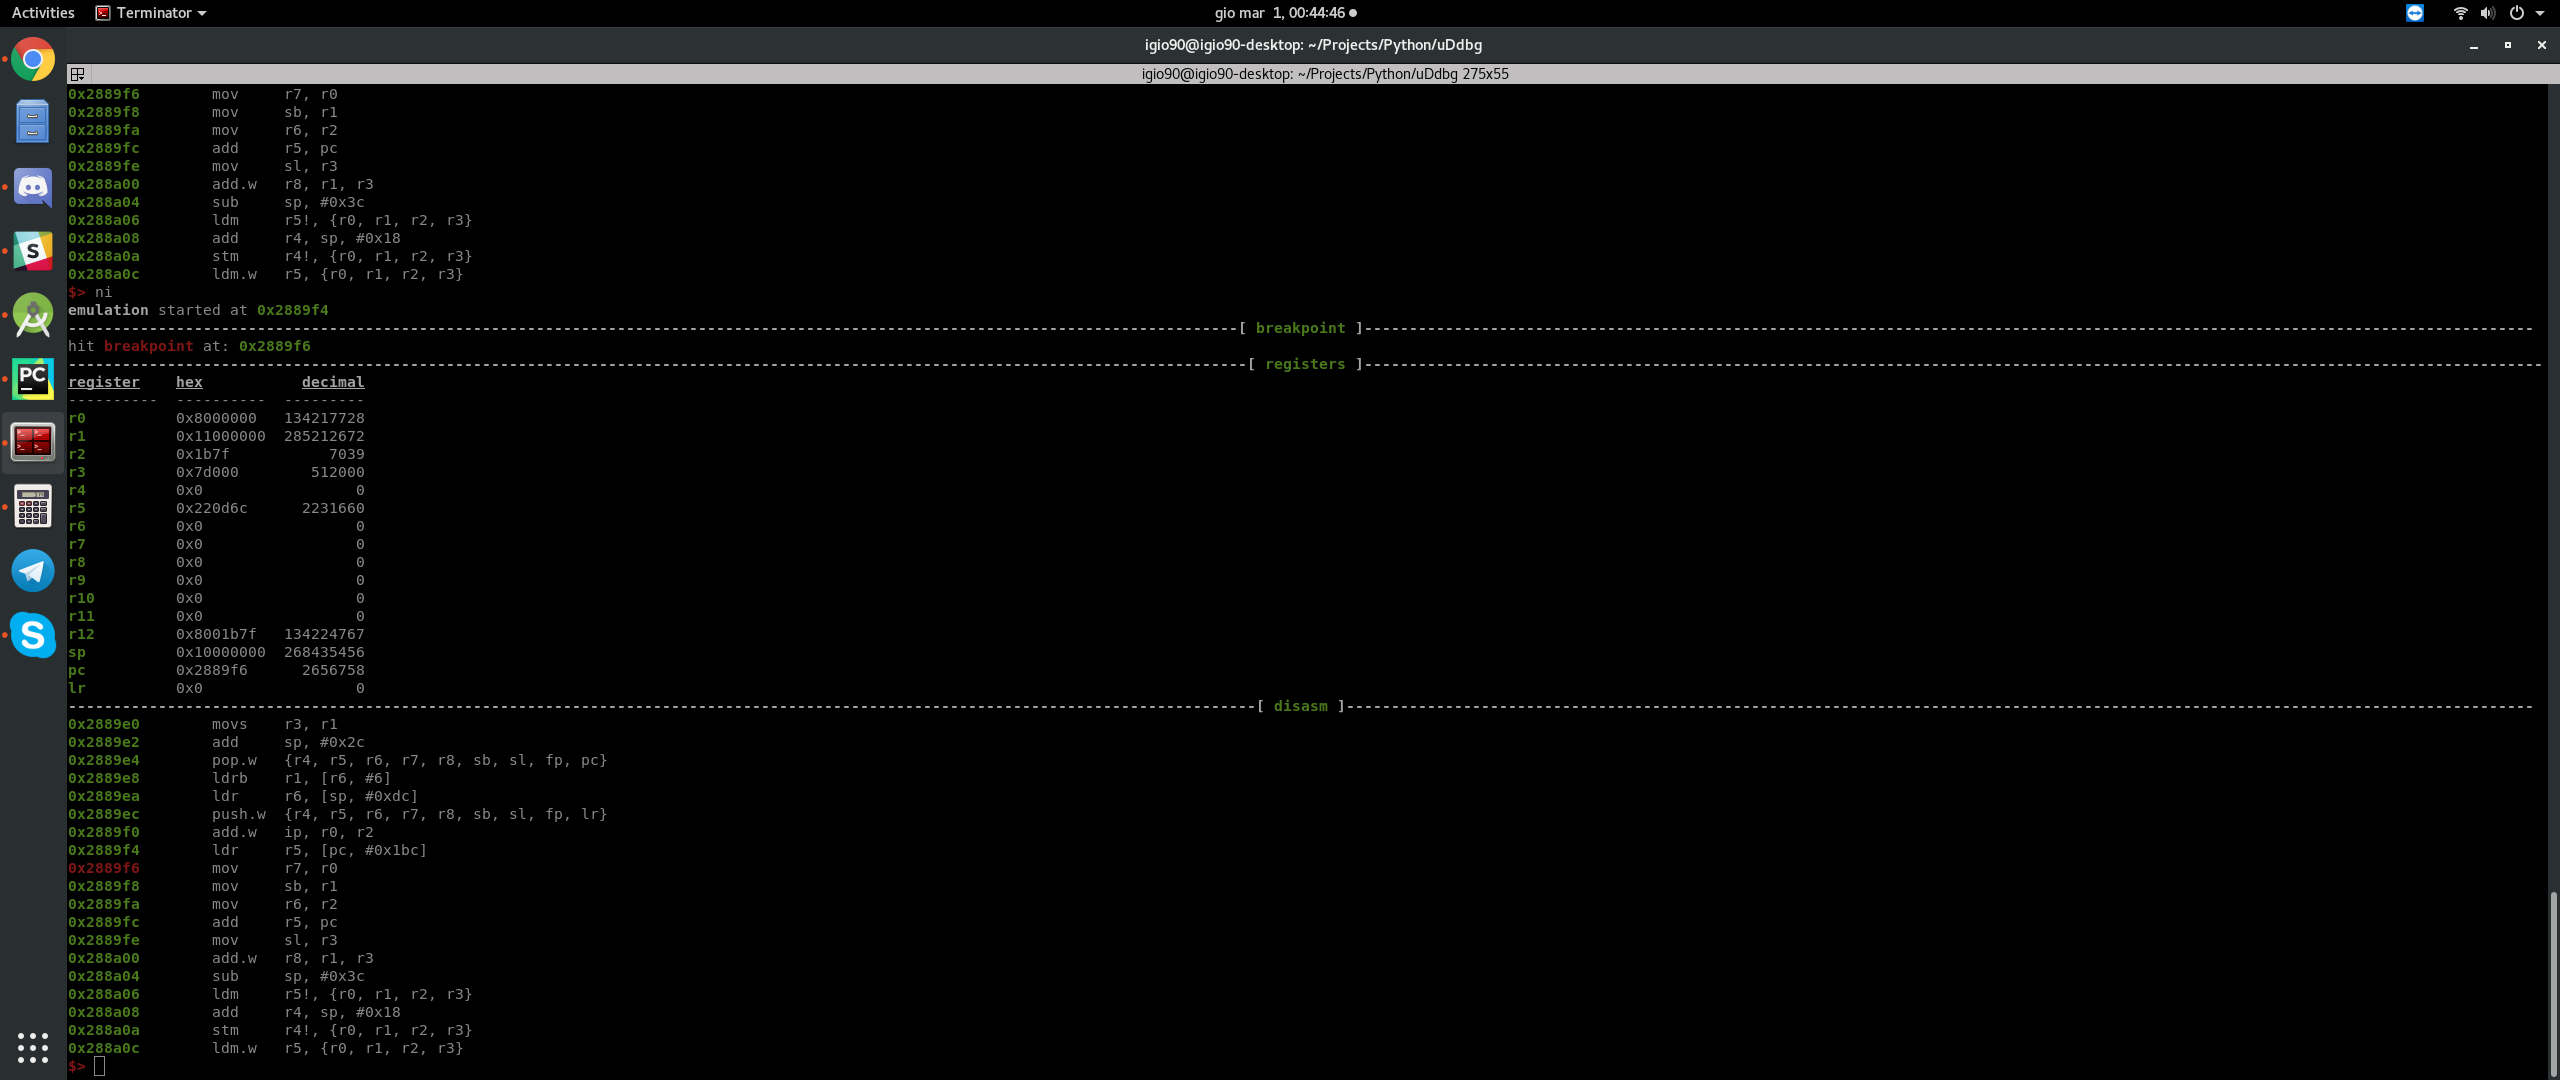 Activities Terminator gio mar 1, 00:44:46
igio90@igio90-desktop: ~/Projects/Python/uDdbg
igio90@igio90-desktop: ~/Projects/Python/uDdbg 275x55
0x2889f6 mov r7, r0
0x2889f8 mov sb, r1
0x2889fa mov r6, r2
0x2889fc add r5, pc
0x2889fe mov sl, r3
0x288a00 add.w r8, r1, r3
0x288a04 sub sp, #0x3c
0x288a06 ldm r5!, {r0, r1, r2, r3}
0x288a08 add r4, sp, #0x18
0x288a0a stm r4!, {r0, r1, r2, r3}
0x288a0c ldm.w r5, {r0, r1, r2, r3}
$> ni
emulation started at 0x2889f4
[ breakpoint ]
hit breakpoint at: 0x2889f6
[ registers ]
register hex decimal
---------- ---------- ---------
r0 0x8000000 134217728
r1 0x11000000 285212672
r2 0x1b7f 7039
r3 0x7d000 512000
r4 0x0 0
r5 0x220d6c 2231660
r6 0x0 0
r7 0x0 0
r8 0x0 0
r9 0x0 0
r10 0x0 0
r11 0x0 0
r12 0x8001b7f 134224767
sp 0x10000000 268435456
pc 0x2889f6 2656758
lr 0x0 0
[ disasm ]
0x2889e0 movs r3, r1
0x2889e2 add sp, #0x2c
0x2889e4 pop.w {r4, r5, r6, r7, r8, sb, sl, fp, pc}
0x2889e8 ldrb r1, [r6, #6]
0x2889ea ldr r6, [sp, #0xdc]
0x2889ec push.w {r4, r5, r6, r7, r8, sb, sl, fp, lr}
0x2889f0 add.w ip, r0, r2
0x2889f4 ldr r5, [pc, #0x1bc]
0x2889f6 mov r7, r0
0x2889f8 mov sb, r1
0x2889fa mov r6, r2
0x2889fc add r5, pc
0x2889fe mov sl, r3
0x288a00 add.w r8, r1, r3
0x288a04 sub sp, #0x3c
0x288a06 ldm r5!, {r0, r1, r2, r3}
0x288a08 add r4, sp, #0x18
0x288a0a stm r4!, {r0, r1, r2, r3}
0x288a0c ldm.w r5, {r0, r1, r2, r3}
$>